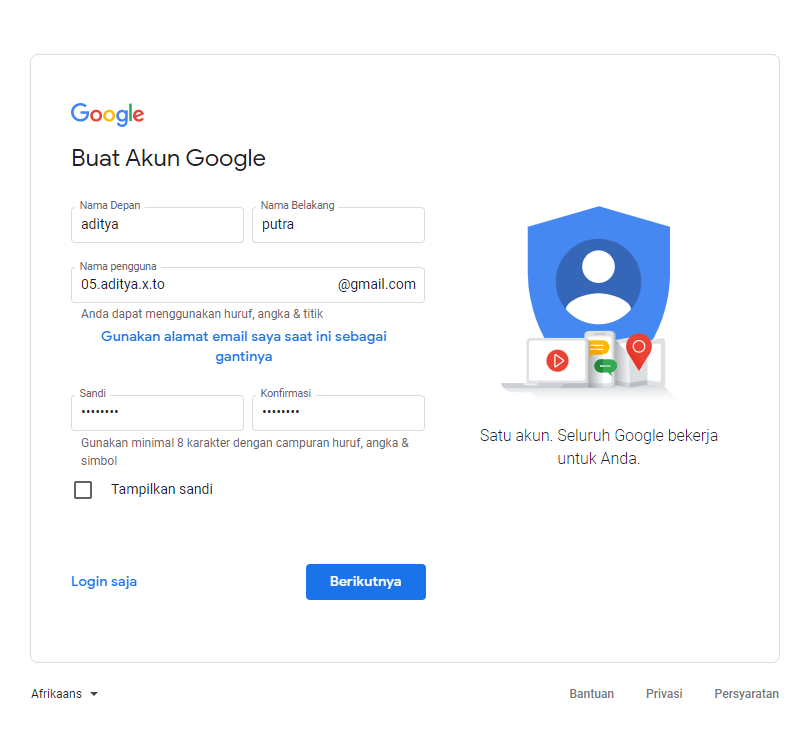 Google
Buat Akun Google
Nama Depan
aditya
Nama Belakang
putra
Nama pengguna
05.aditya.x.to
@gmail.com
Anda dapat menggunakan huruf, angka & titik
Gunakan alamat email saya saat ini sebagai
gantinya
Sandi
••••••••
Konfirmasi
••••••••
Gunakan minimal 8 karakter dengan campuran huruf, angka &
simbol
Tampilkan sandi
Login saja
Berikutnya
Satu akun. Seluruh Google bekerja
untuk Anda.
Afrikaans
Bantuan
Privasi
Persyaratan